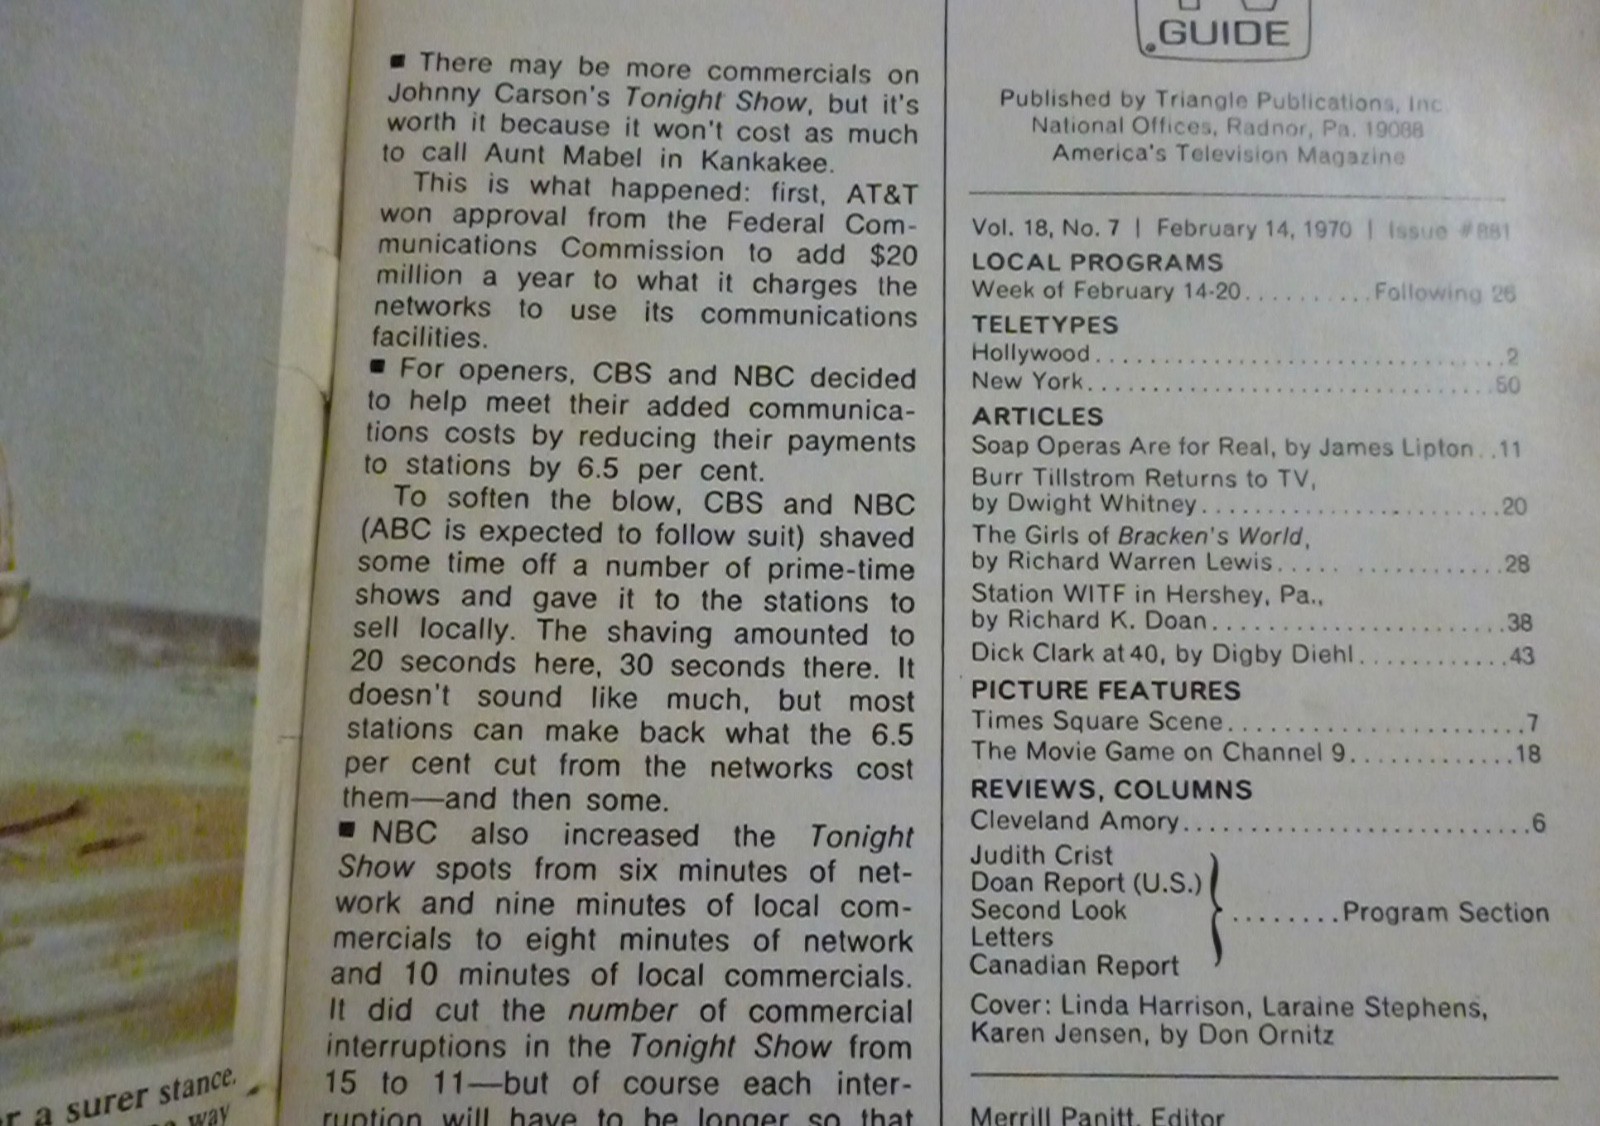 ■ There may be more commercials on
Johnny Carson's Tonight Show, but it's
worth it because it won't cost as much
to call Aunt Mabel in Kankakee.
This is what happened: first, AT&T
won approval from the Federal Com-
munications Commission to add $20
million a year to what it charges the
networks to use its communications
facilities.
■ For openers, CBS and NBC decided
to help meet their added communica-
tions costs by reducing their payments
to stations by 6.5 per cent.
To soften the blow, CBS and NBC
(ABC is expected to follow suit) shaved
some time off a number of prime-time
shows and gave it to the stations to
sell locally. The shaving amounted to
20 seconds here, 30 seconds there. It
doesn't sound like much, but most
stations can make back what the 6.5
per cent cut from the networks cost
them—and then some.
■ NBC also increased the Tonight
Show spots from six minutes of net-
work and nine minutes of local com-
mercials to eight minutes of network
and 10 minutes of local commercials.
It did cut the number of commercial
interruptions in the Tonight Show from
15 to 11—but of course each inter-
ruption will have to be longer so that
GUIDE
Published by Triangle Publications, Inc.
National Offices, Radnor, Pa. 19088
America's Television Magazine
Vol. 18, No. 7 | February 14, 1970 | Issue #881
LOCAL PROGRAMS
Week of February 14-20..........Following 26
TELETYPES
Hollywood..............................2
New York..............................50
ARTICLES
Soap Operas Are for Real, by James Lipton..11
Burr Tillstrom Returns to TV,
by Dwight Whitney......................20
The Girls of Bracken's World,
by Richard Warren Lewis.................28
Station WITF in Hershey, Pa.,
by Richard K. Doan......................38
Dick Clark at 40, by Digby Diehl...........43
PICTURE FEATURES
Times Square Scene......................7
The Movie Game on Channel 9.............18
REVIEWS, COLUMNS
Cleveland Amory.........................6
Judith Crist
Doan Report (U.S.)
Second Look
Letters
Canadian Report
........Program Section
Cover: Linda Harrison, Laraine Stephens,
Karen Jensen, by Don Ornitz
Merrill Panitt, Editor
a surer stance.
way